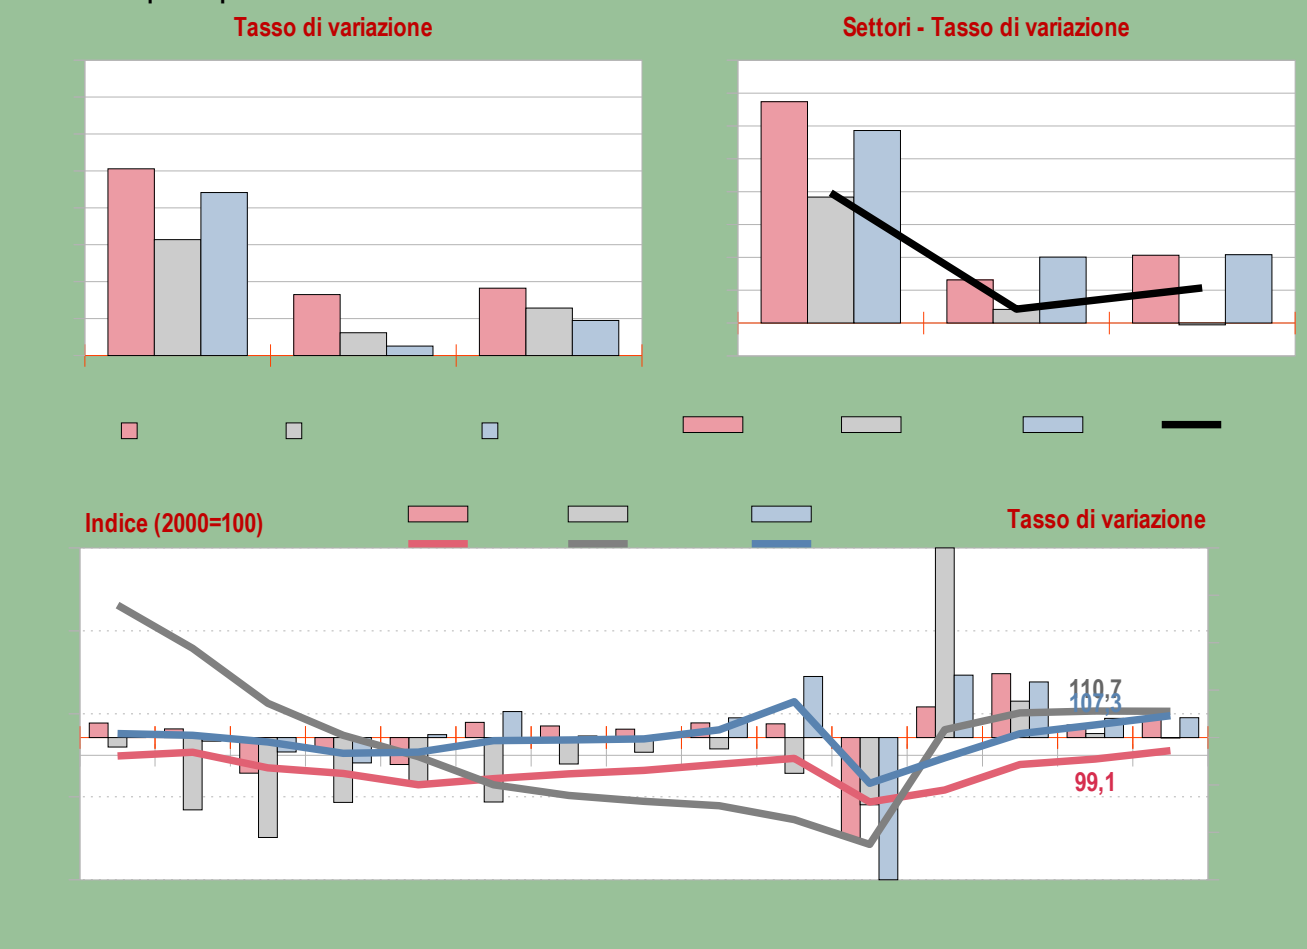 Tasso di variazione
Settori - Tasso di variazione
Indice (2000=100)
Tasso di variazione
110,7
107,3
99,1